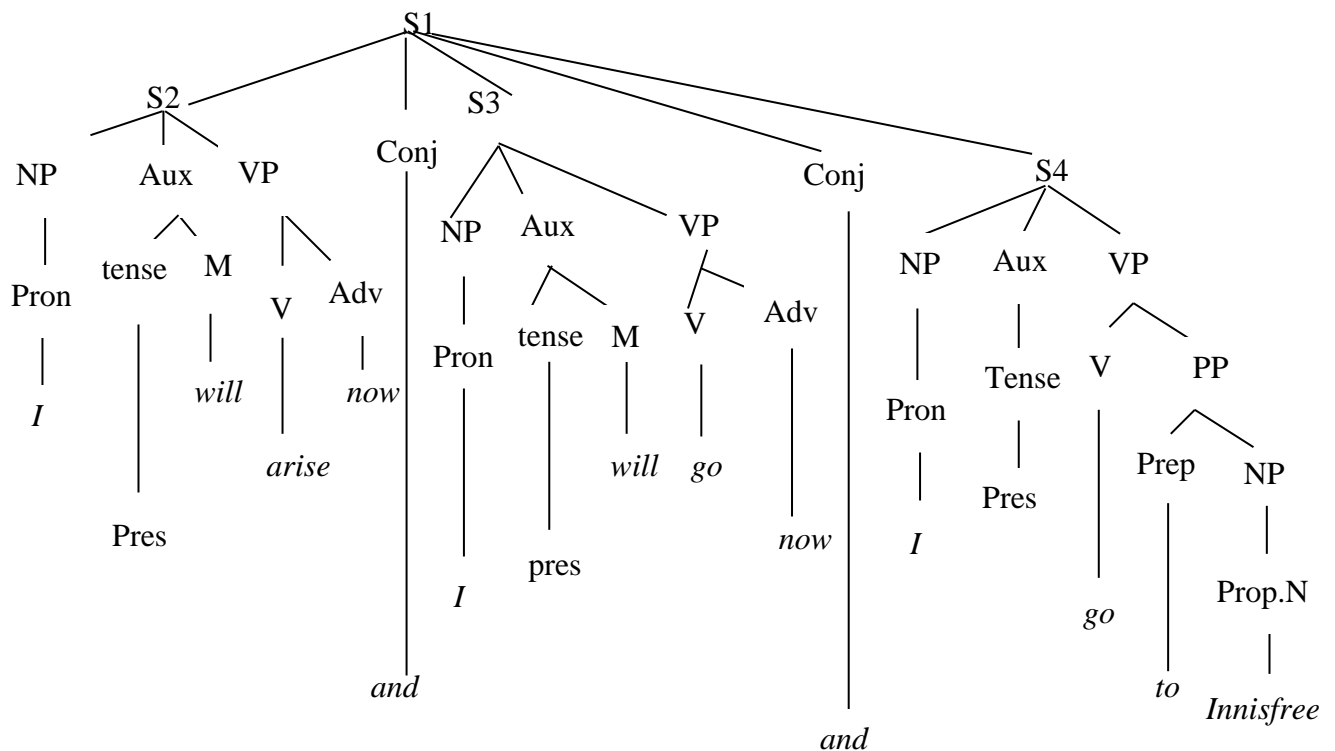 S1
S2 S3
NP Aux VP Conj Conj S4
NP Aux VP
tense M NP Aux VP
Pron V Adv
V Adv
Pron tense M
V PP
will now Tense
I Pron
arise will go Prep NP
Pres
Pres now
I
pres
I Prop.N
go
and to
Innisfree
and